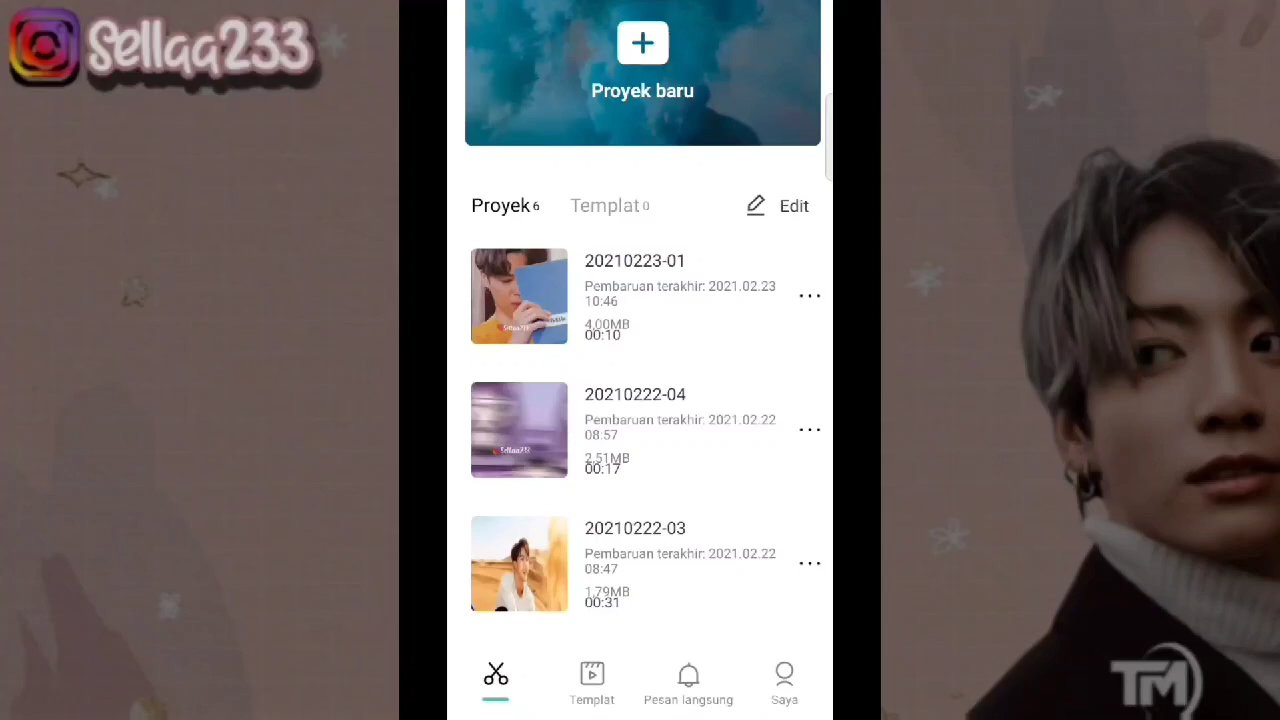 sellaa233
Proyek baru
Proyek 6
Templat 0
Edit
20210223-01
Pembaruan terakhir: 2021.02.23
10:46
4.00MB
00:10
20210222-04
Pembaruan terakhir: 2021.02.22
08:57
2.51MB
00:17
Sellaa233
20210222-03
Pembaruan terakhir: 2021.02.22
08:47
1.79MB
00:31
Templat
Pesan langsung
Saya
TM